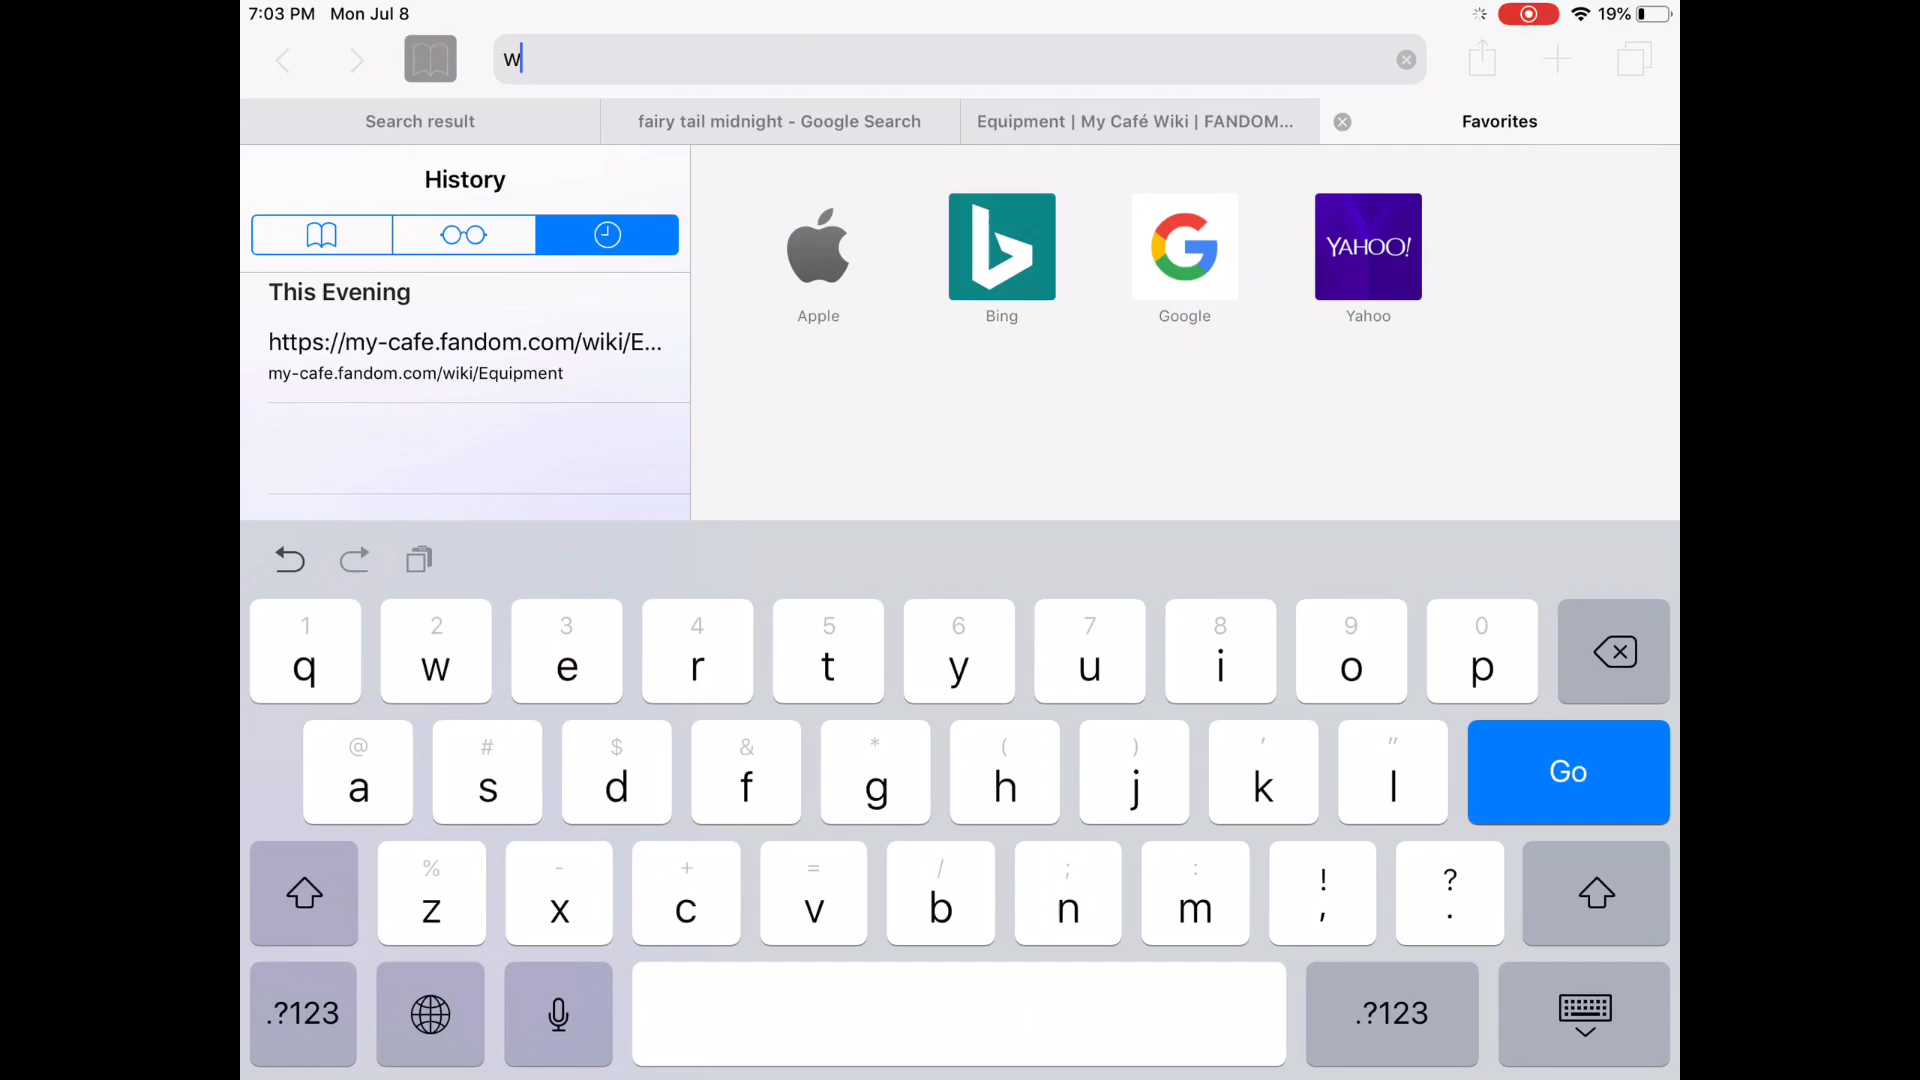 7:03 PM Mon Jul 8
19%
w
Search result
fairy tail midnight - Google Search
Equipment | My Café Wiki | FANDOM...
Favorites
History
YAHOO!
Apple
Bing
Google
Yahoo
This Evening
https://my-cafe.fandom.com/wiki/E...
my-cafe.fandom.com/wiki/Equipment
1 2 3 4 5 6 7 8 9 0
q w e r t y u i o p
@ # $ & * ( ) ' "
a s d f g h j k l
Go
% - + = / ; : ! ?
z x c v b n m , .
.?123
.?123